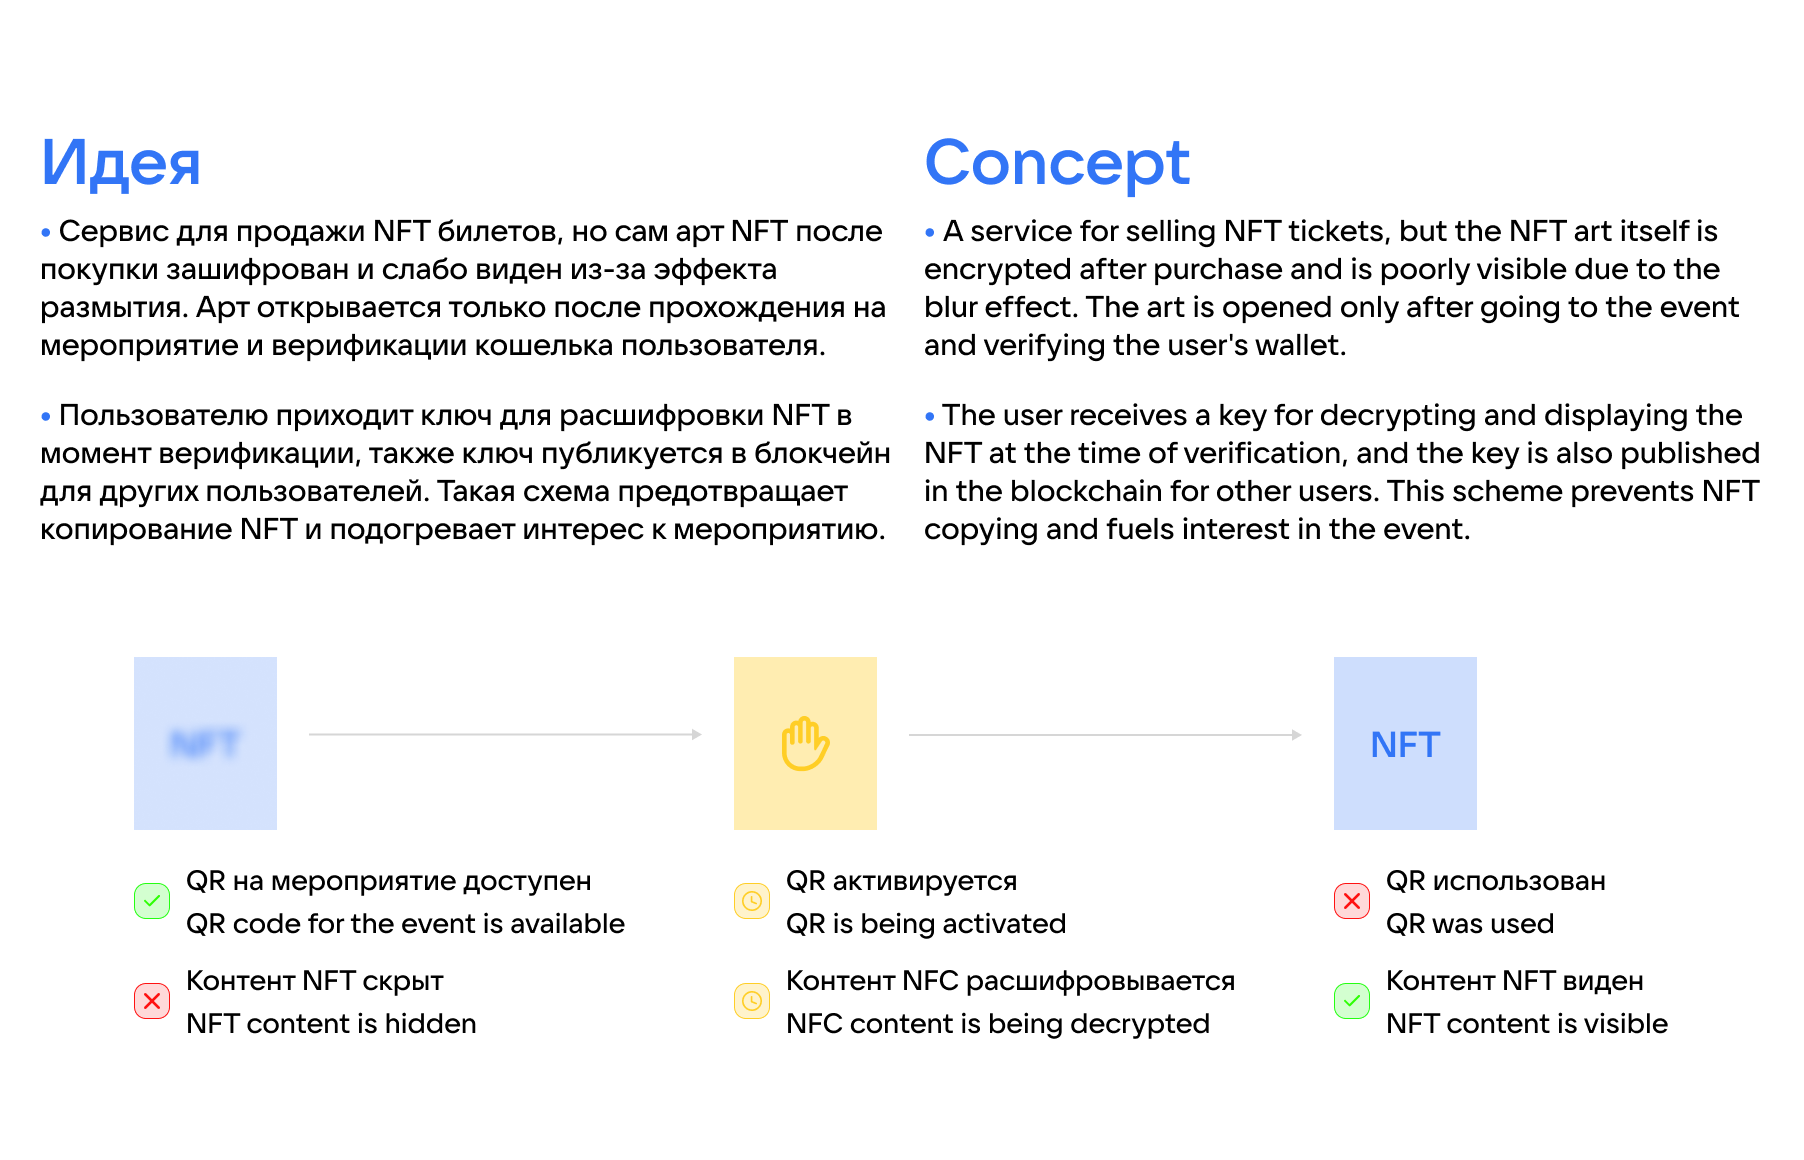 Идея
• Сервис для продажи NFT билетов, но сам арт NFT после
покупки зашифрован и слабо виден из-за эффекта
размытия. Арт открывается только после прохождения на
мероприятие и верификации кошелька пользователя.
• Пользователю приходит ключ для расшифровки NFT в
момент верификации, также ключ публикуется в блокчейн
для других пользователей. Такая схема предотвращает
копирование NFT и подогревает интерес к мероприятию.
Concept
• A service for selling NFT tickets, but the NFT art itself is
encrypted after purchase and is poorly visible due to the
blur effect. The art is opened only after going to the event
and verifying the user's wallet.
• The user receives a key for decrypting and displaying the
NFT at the time of verification, and the key is also published
in the blockchain for other users. This scheme prevents NFT
copying and fuels interest in the event.
NFT
QR на мероприятие доступен
QR code for the event is available
Контент NFT скрыт
NFT content is hidden
QR активируется
QR is being activated
Контент NFC расшифровывается
NFC content is being decrypted
NFT
QR использован
QR was used
Контент NFT виден
NFT content is visible